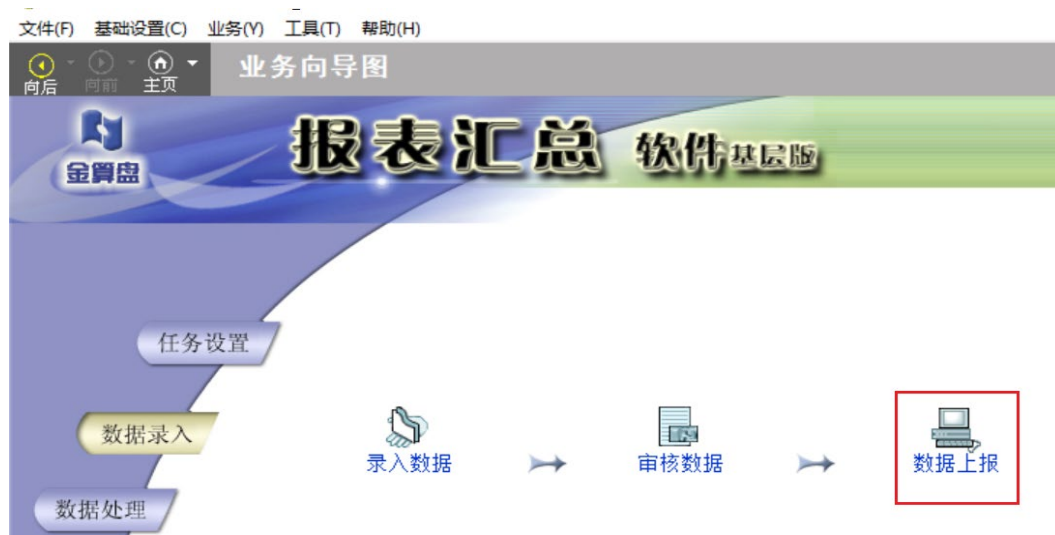 文件(F) 基础设置(C) 业务(Y) 工具(T) 帮助(H)
向后 向前 主页 业务向导图
金算盘 报表汇总 软件基层版
任务设置
数据录入 录入数据 审核数据 数据上报
数据处理